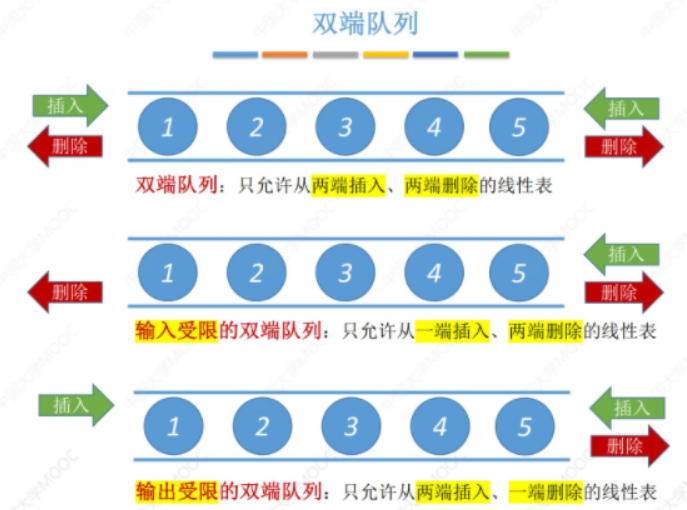 双端队列
插入 插入
1 2 3 4 5
删除 删除
双端队列：只允许从两端插入、两端删除的线性表
插入
1 2 3 4 5
删除 删除
输入受限的双端队列：只允许从一端插入、两端删除的线性表
插入 插入
1 2 3 4 5
删除
输出受限的双端队列：只允许从两端插入、一端删除的线性表